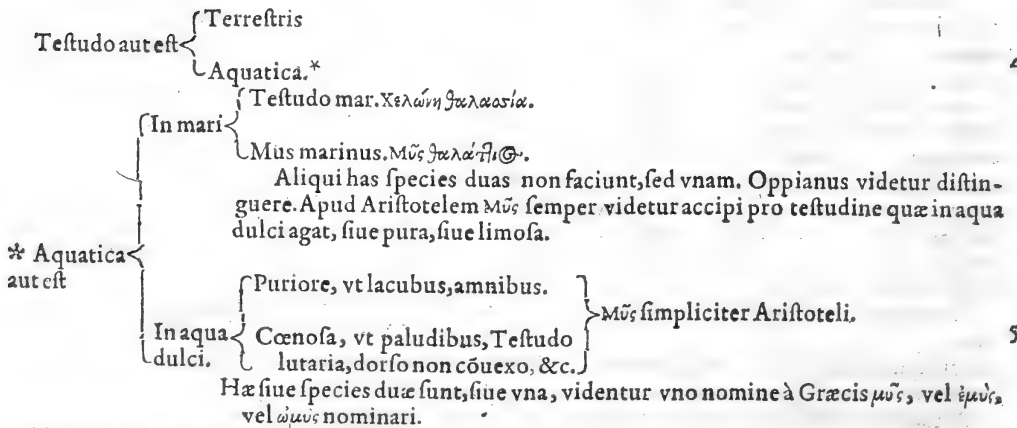 Terreſtris
Teſtudo aut eſt
Aquatica.*
Teſtudo mar. Χελώνη θαλασσία.
In mari
Mus marinus. Μῦς θαλάττιος.
Aliqui has ſpecies duas non faciunt, ſed vnam. Oppianus videtur diſtin-
guere. Apud Ariſtotelem Μῦς ſemper videtur accipi pro teſtudine quæ in aqua
dulci agat, ſiue pura, ſiue limoſa.
* Aquatica
aut eſt
Puriore, vt lacubus, amnibus.
Μῦς ſimpliciter Ariſtoteli.
In aqua
dulci.
Cœnoſa, vt paludibus, Teſtudo
lutaria, dorſo non cōuexo, &c.
Hæ ſiue ſpecies duæ ſunt, ſiue vna, videntur vno nomine à Græcis μῦς, vel ἐμὺς,
vel ὠμὺς nominari.